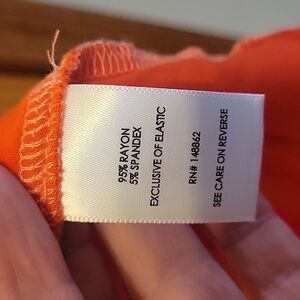 95% RAYON
5% SPANDEX
EXCLUSIVE OF ELASTIC
RN# 148862
SEE CARE ON REVERSE